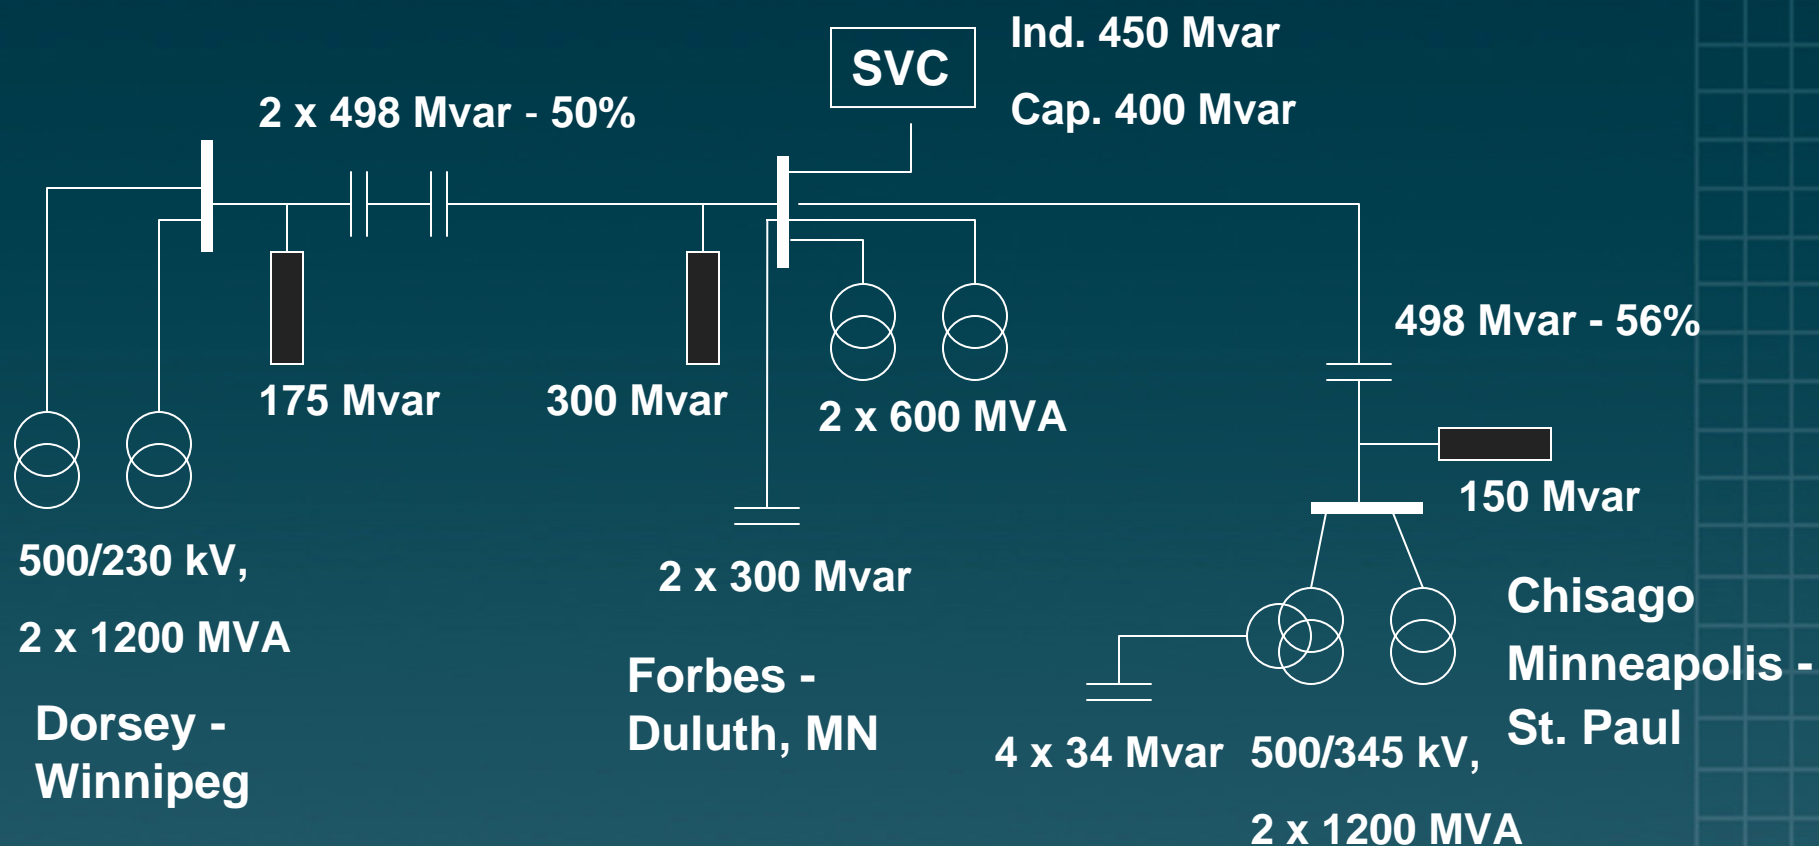 SVC
Ind. 450 Mvar
Cap. 400 Mvar
2 x 498 Mvar - 50%
498 Mvar - 56%
175 Mvar
300 Mvar
2 x 600 MVA
150 Mvar
500/230 kV,
2 x 1200 MVA
2 x 300 Mvar
Dorsey -
Winnipeg
Forbes -
Duluth, MN
4 x 34 Mvar
500/345 kV,
2 x 1200 MVA
Chisago
Minneapolis -
St. Paul